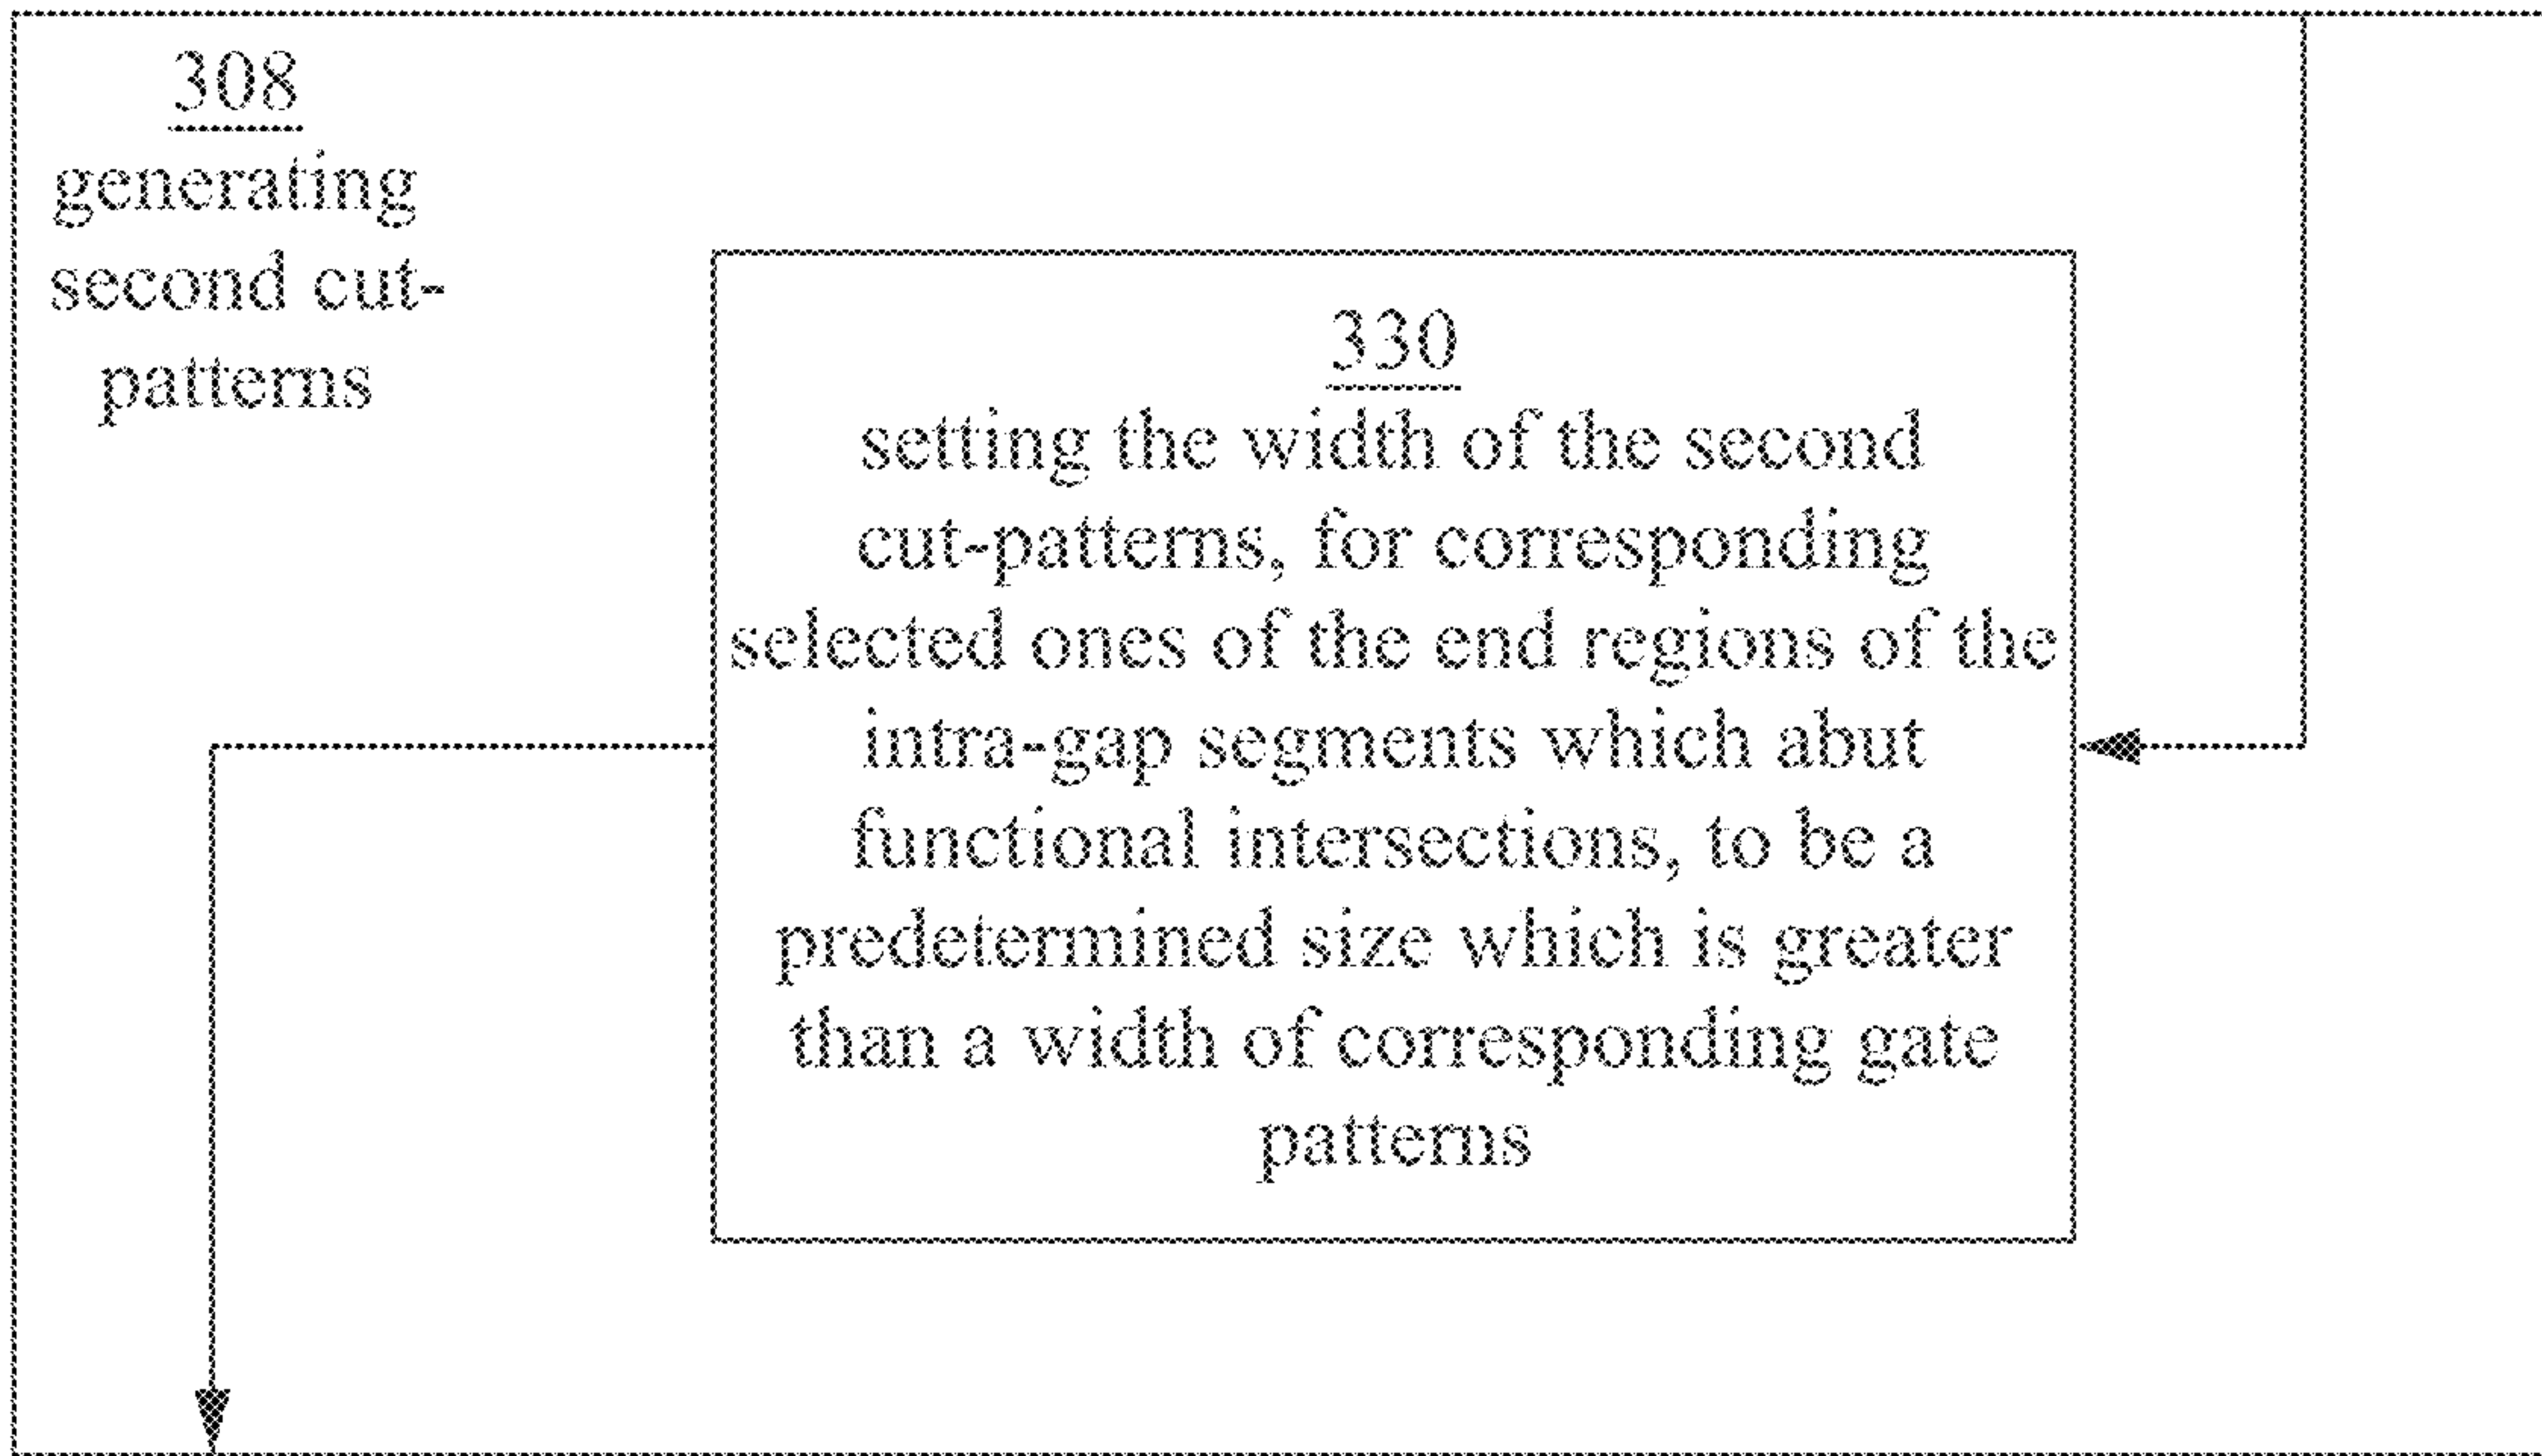 308
generating
second cut-
patterns
330
setting the width of the second
cut-patterns, for corresponding
selected ones of the end regions of the
intra-gap segments which abut
functional intersections, to be a
predetermined size which is greater
than a width of corresponding gate
patterns